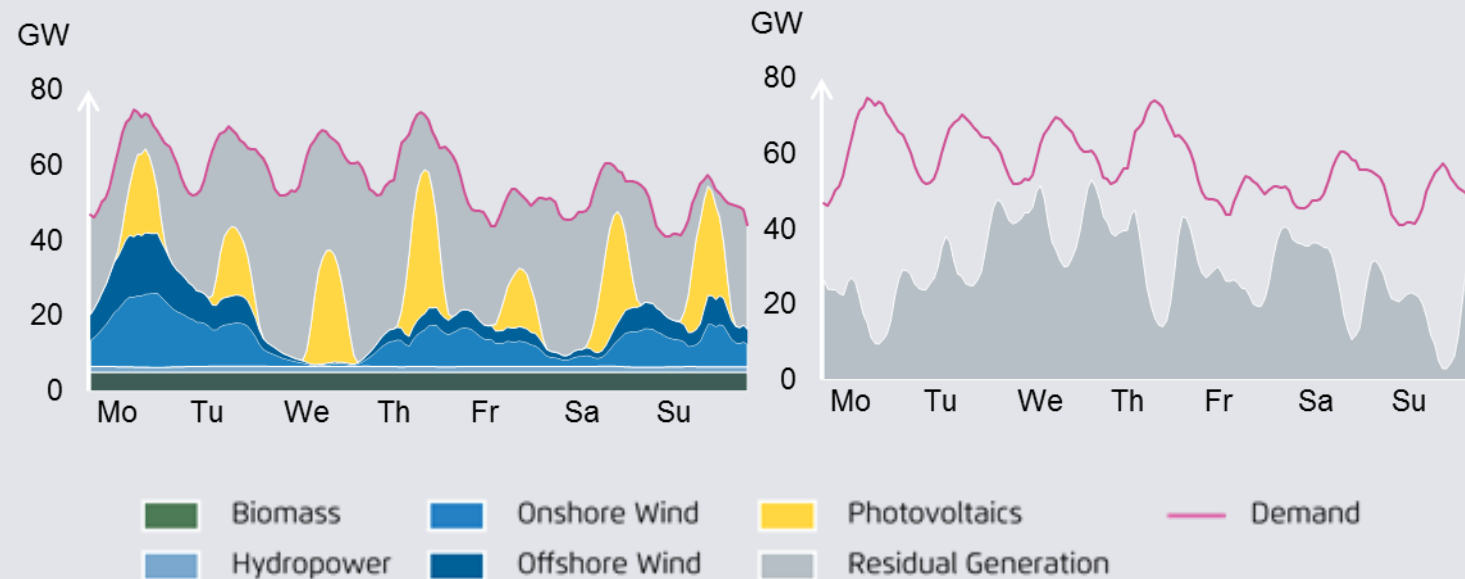 GW
80
60
40
20
0
Mo Tu We Th Fr Sa Su
GW
80
60
40
20
0
Mo Tu We Th Fr Sa Su
Biomass Onshore Wind Photovoltaics Demand
Hydropower Offshore Wind Residual Generation